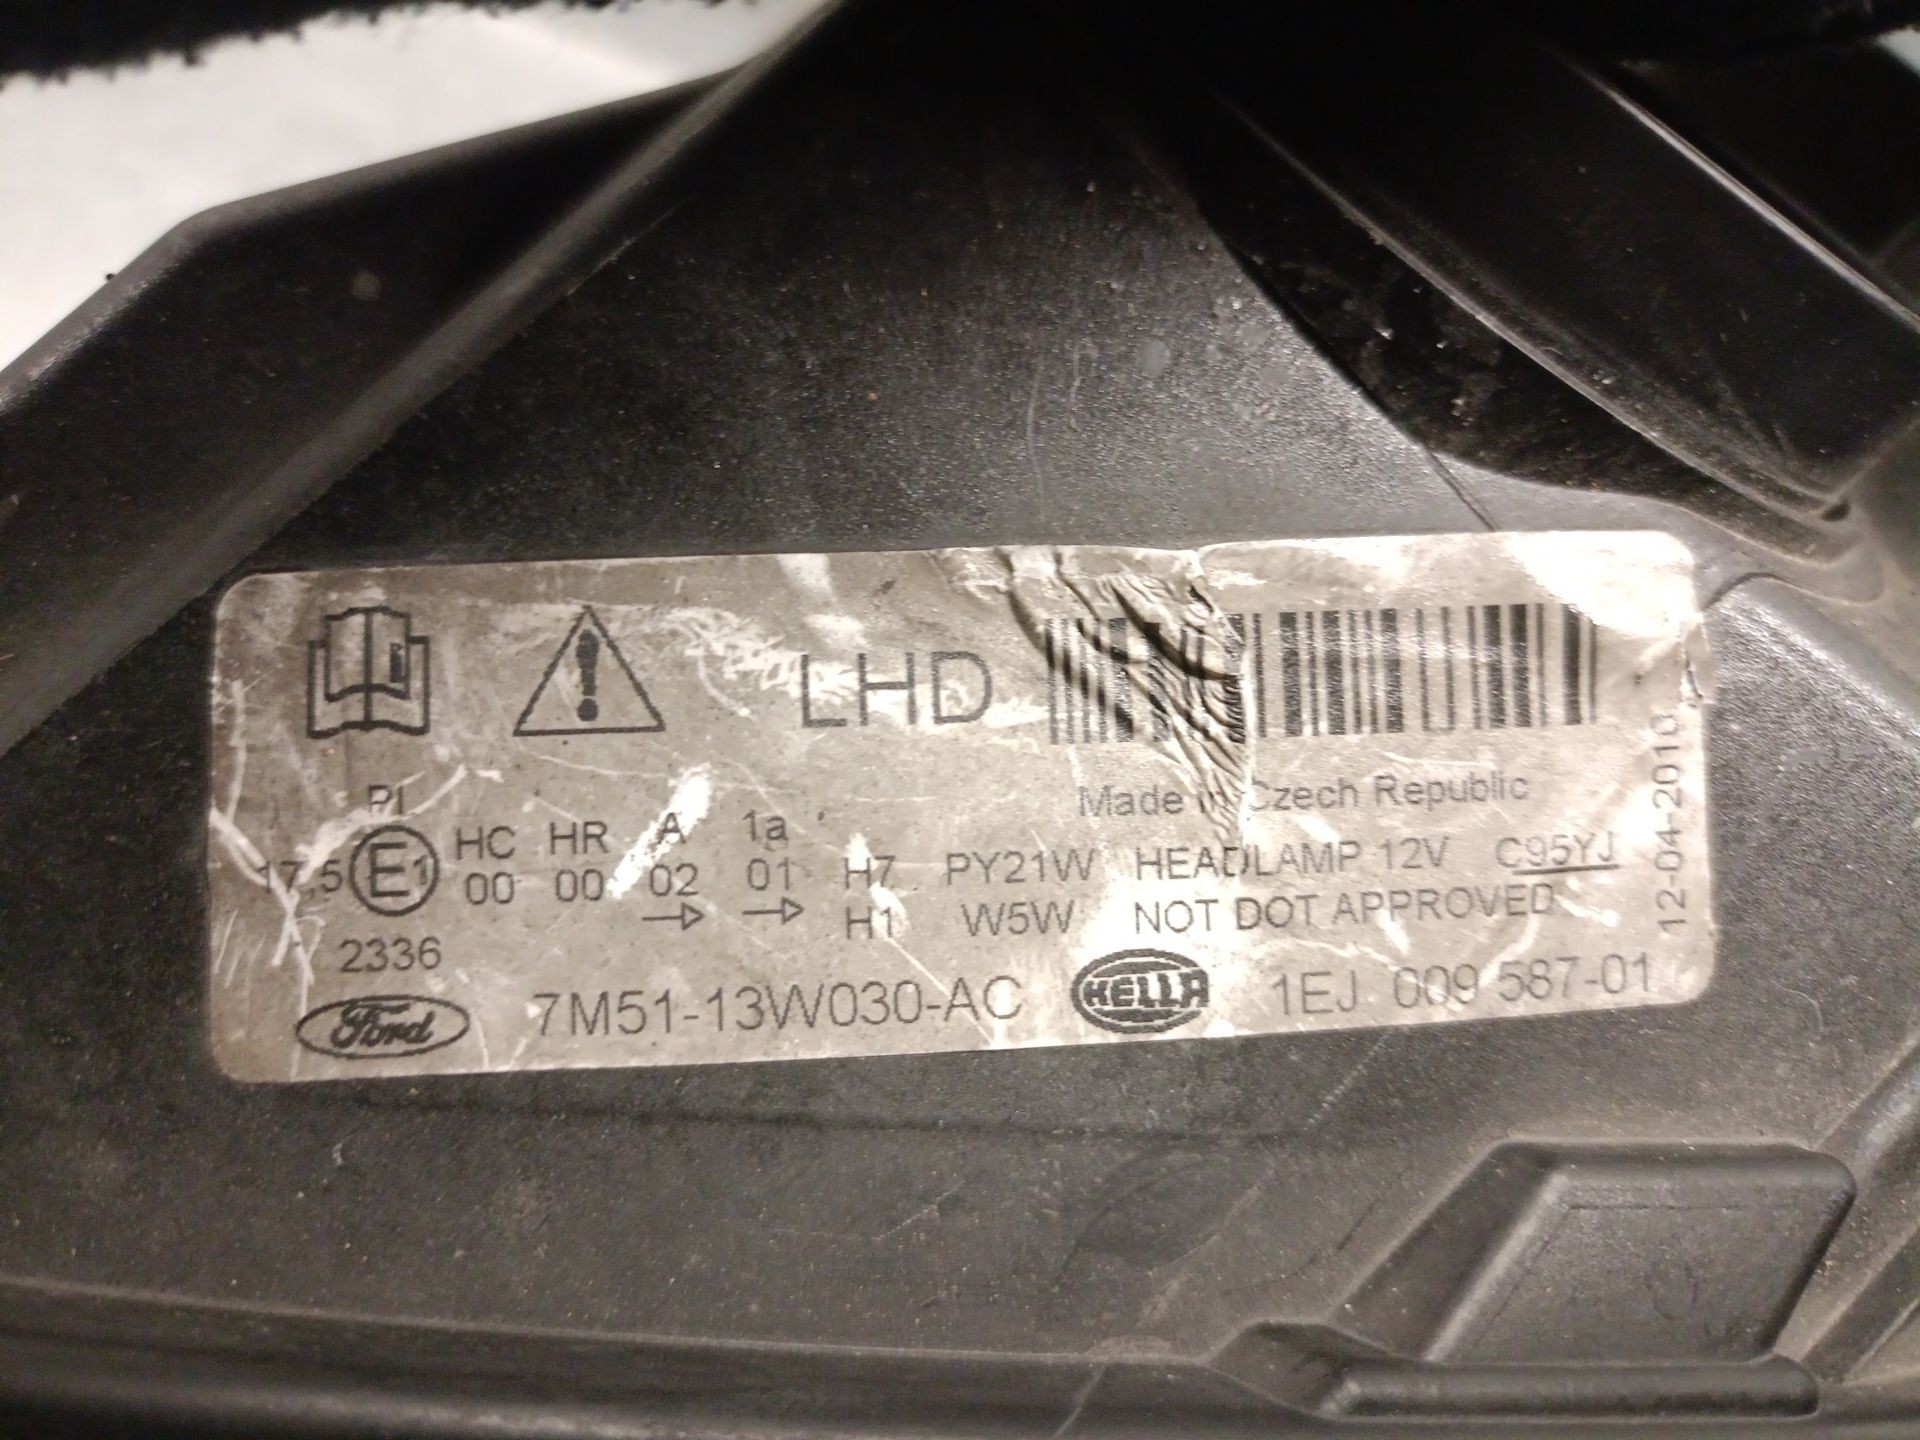 LHD
Made in Czech Republic
PI
17,5 E1 HC HR A 1a
00 00 02 01
H7 PY21W HEADLAMP 12V C95YJ
H1 W5W NOT DOT APPROVED
2336
Ford 7M51-13W030-AC HELLA 1EJ 009 587-01
12-04-2010